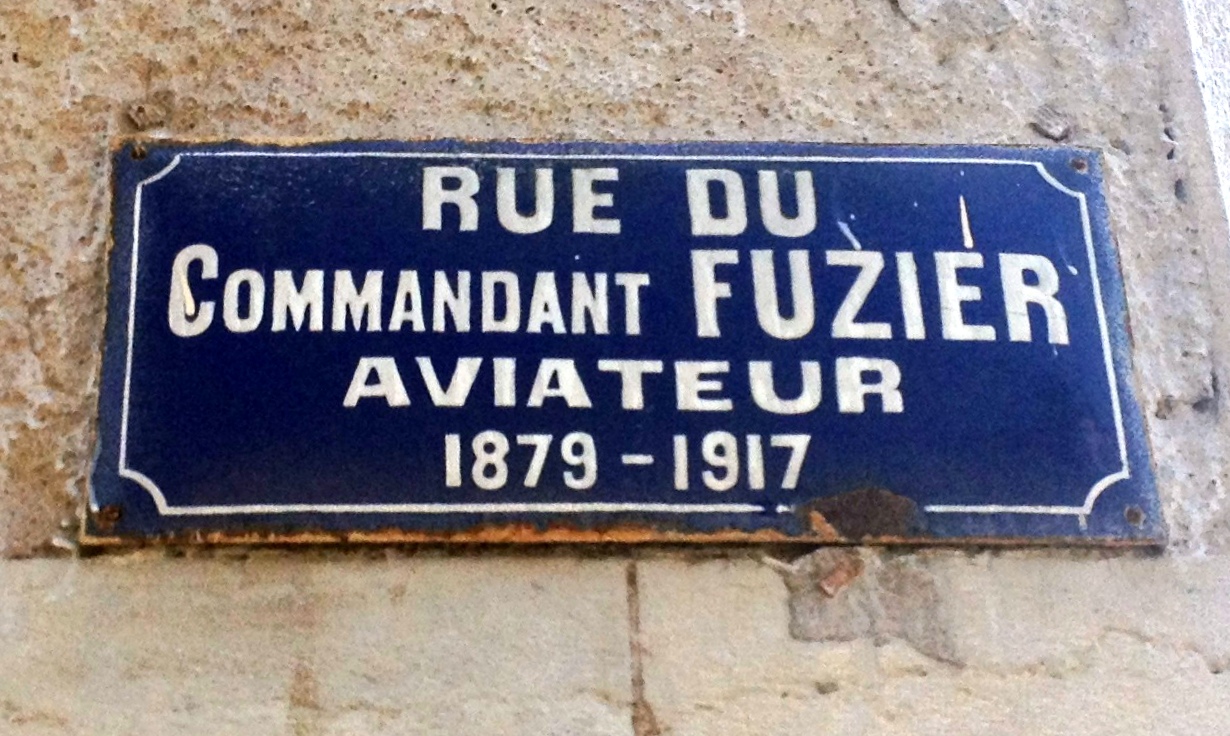 RUE DU
COMMANDANT FUZIER
AVIATEUR
1879-1917